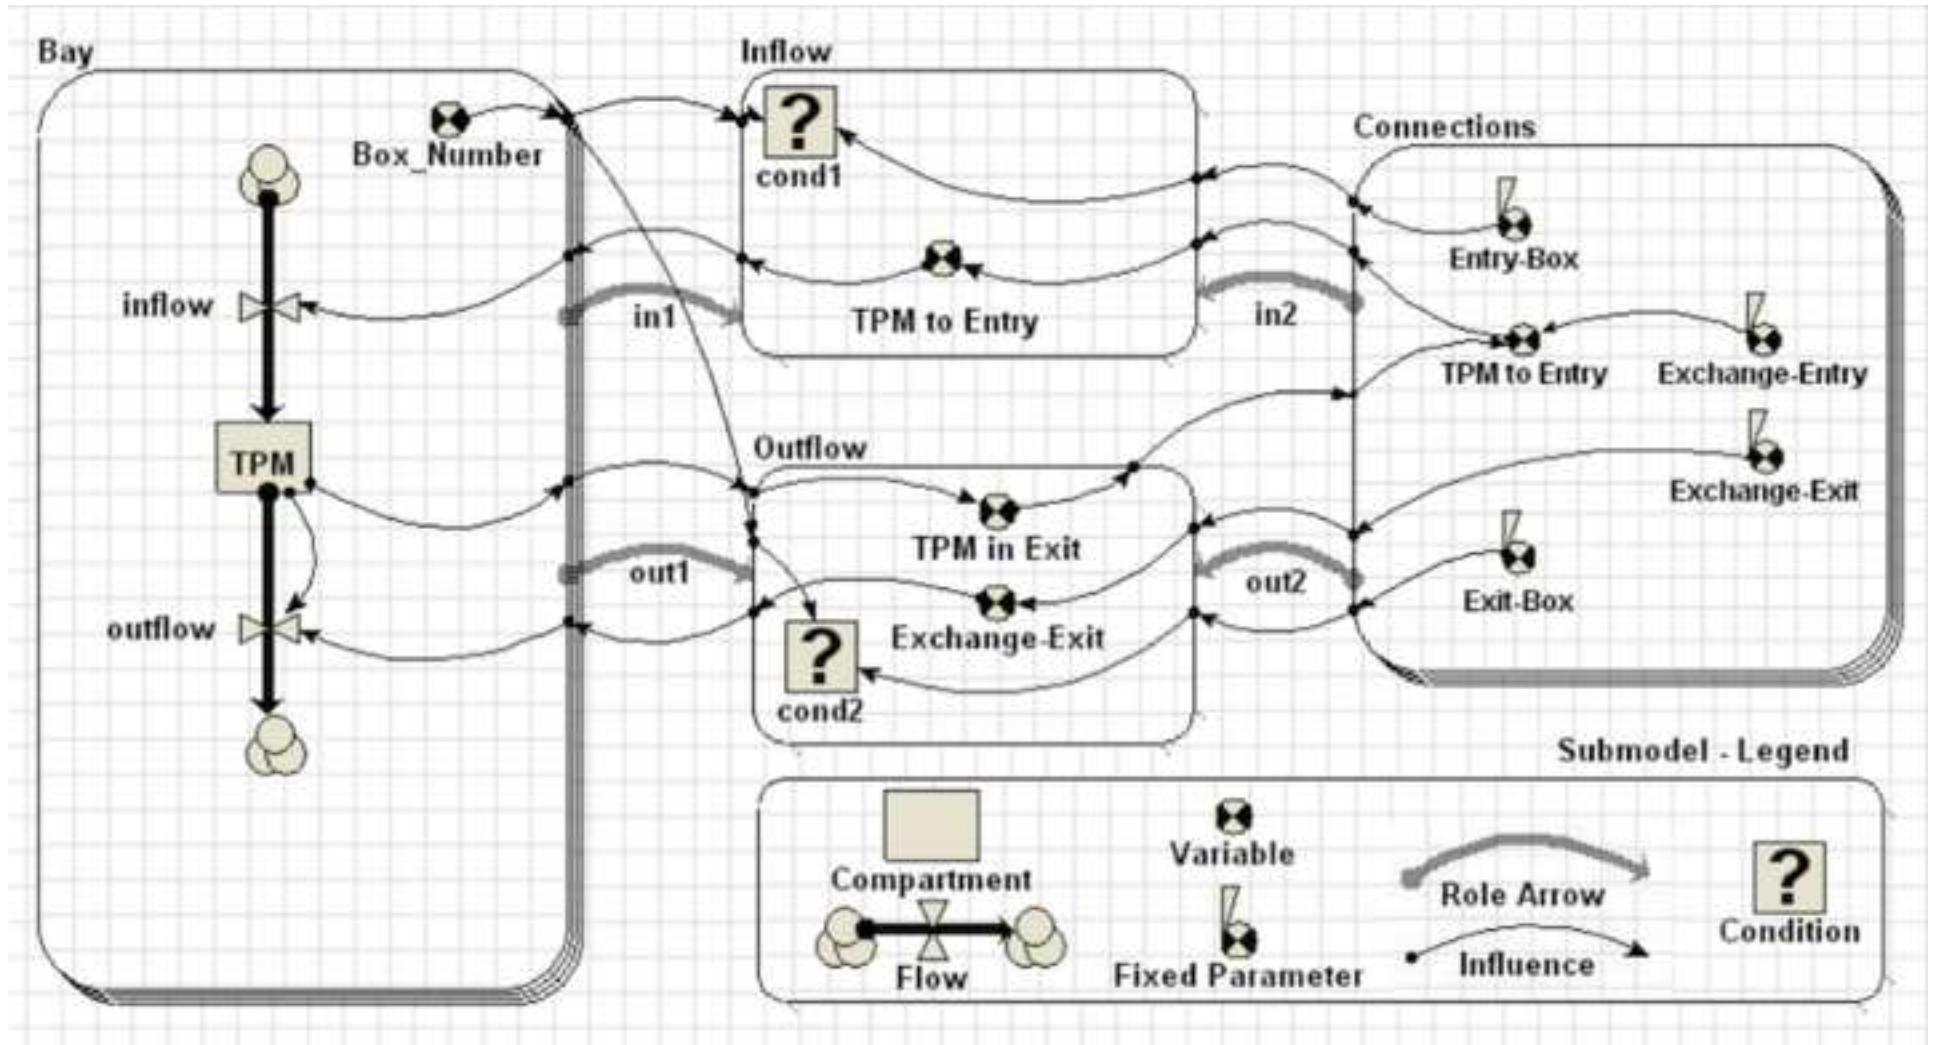 Bay
Inflow
Connections
Box_Number
?
cond1
Entry-Box
inflow
in1
TPM to Entry
in2
TPM to Entry
Exchange-Entry
TPM
Outflow
Exchange-Exit
TPM in Exit
out1
out2
Exit-Box
outflow
Exchange-Exit
?
cond2
Submodel - Legend
Compartment
Variable
Role Arrow
?
Condition
Flow
Fixed Parameter
Influence